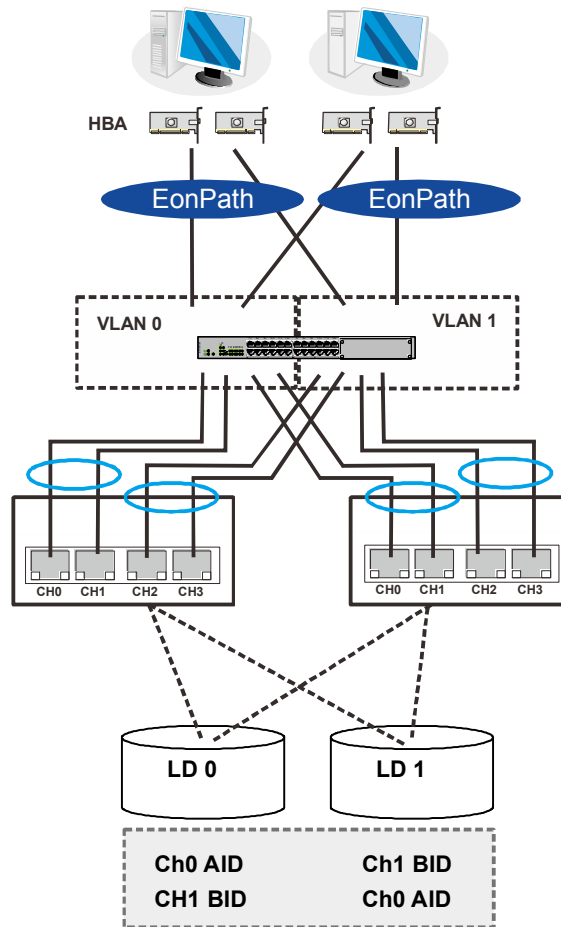 HBA
EonPath EonPath
VLAN 0 VLAN 1
CH0 CH1 CH2 CH3 CH0 CH1 CH2 CH3
LD 0 LD 1
Ch0 AID Ch1 BID
CH1 BID Ch0 AID